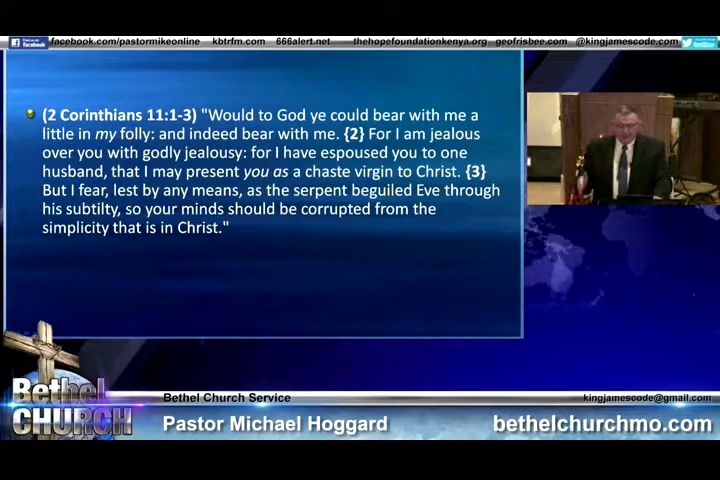 Find us on facebook facebook.com/pastormikeonline kbtrfm.com 666alert.net thehopefoundationkenya.org geofrisbee.com @kingjamescode.com twitter
(2 Corinthians 11:1-3) "Would to God ye could bear with me a
little in my folly: and indeed bear with me. {2} For I am jealous
over you with godly jealousy: for I have espoused you to one
husband, that I may present you as a chaste virgin to Christ. {3}
But I fear, lest by any means, as the serpent beguiled Eve through
his subtilty, so your minds should be corrupted from the
simplicity that is in Christ."
Bethel
CHURCH
Bethel Church Service
kingjamescode@gmail.com
Pastor Michael Hoggard
bethelchurchmo.com